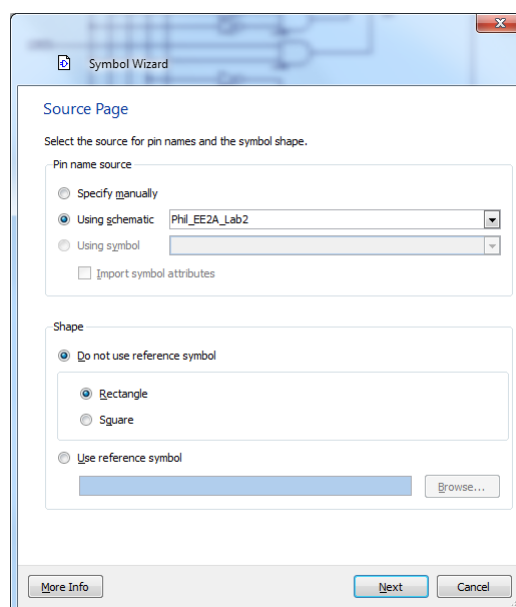 Symbol Wizard
Source Page
Select the source for pin names and the symbol shape.
Pin name source
Specify manually
Using schematic Phil_EE2A_Lab2
Using symbol
Import symbol attributes
Shape
Do not use reference symbol
Rectangle
Square
Use reference symbol
Browse...
More Info Next Cancel